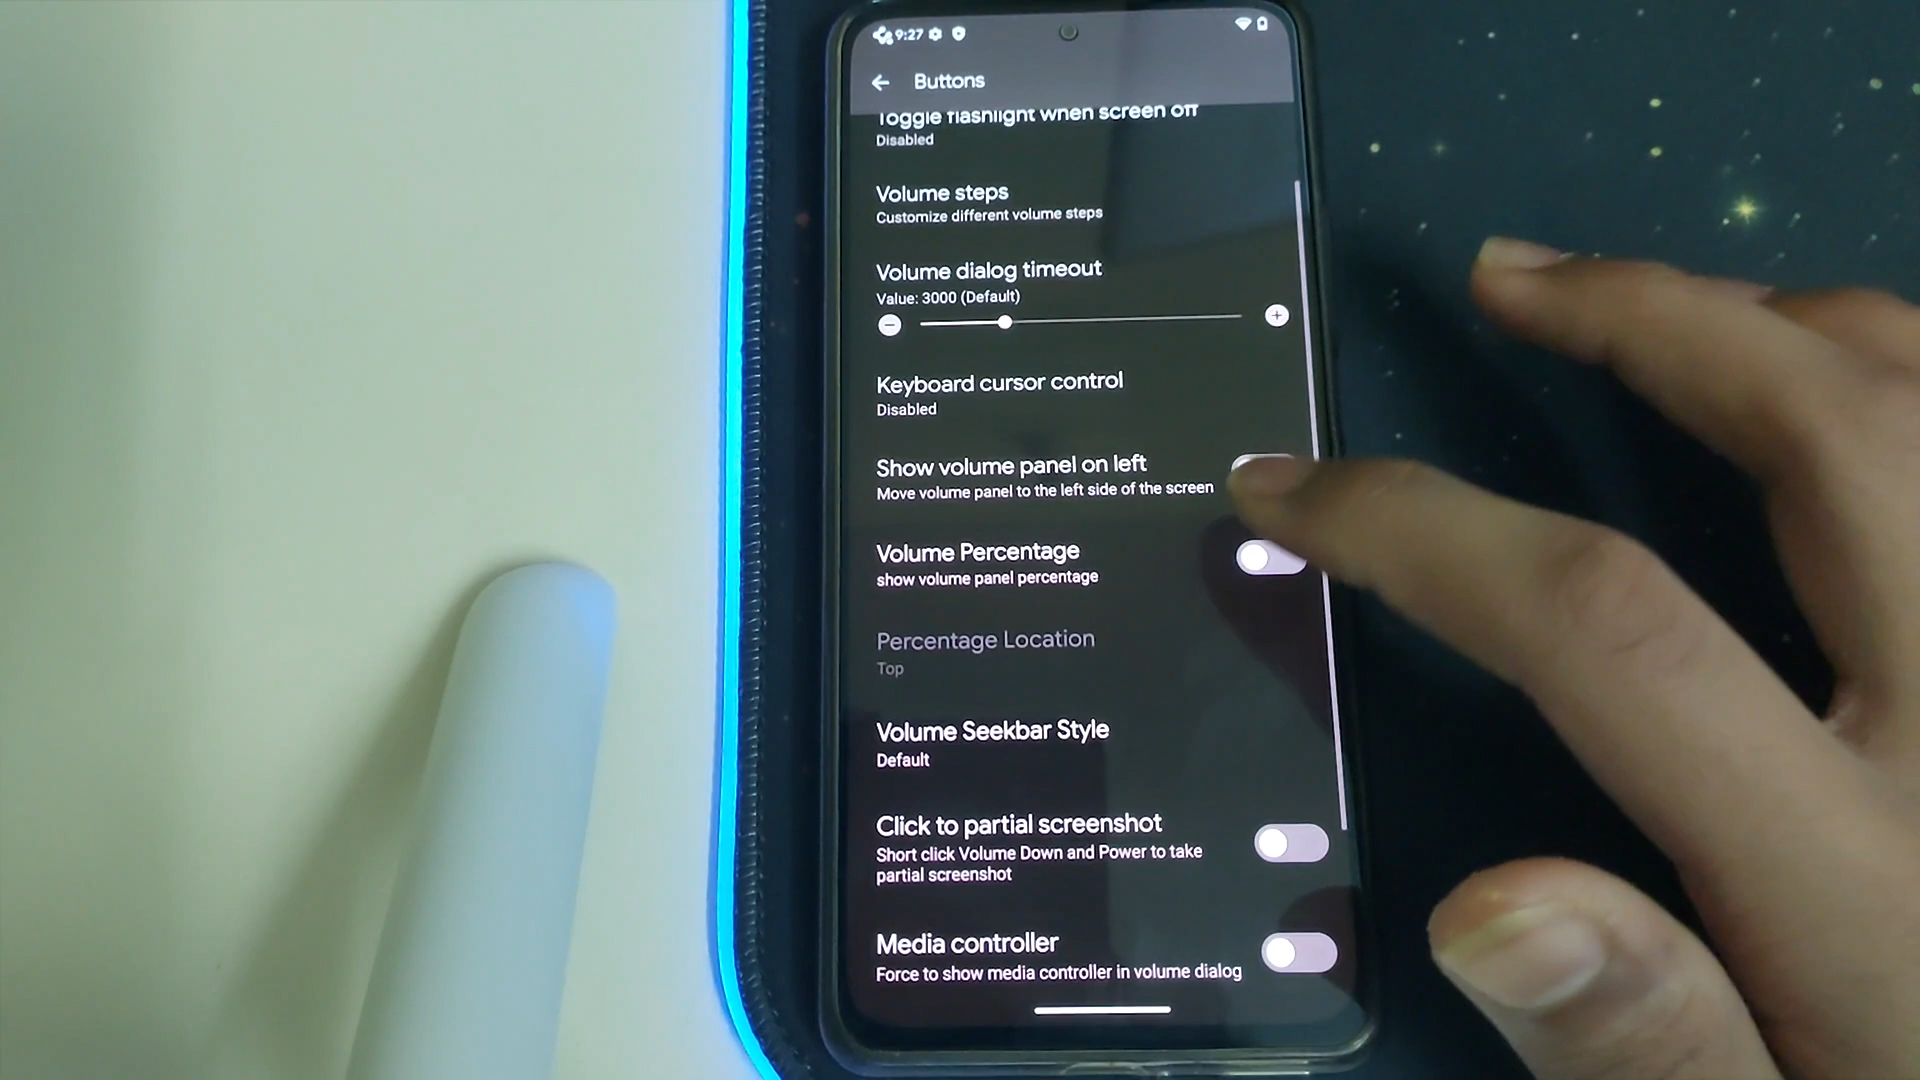 9:27
Buttons
Toggle flashlight when screen off
Disabled
Volume steps
Customize different volume steps
Volume dialog timeout
Value: 3000 (Default)
Keyboard cursor control
Disabled
Show volume panel on left
Move volume panel to the left side of the screen
Volume Percentage
show volume panel percentage
Percentage Location
Top
Volume Seekbar Style
Default
Click to partial screenshot
Short click Volume Down and Power to take
partial screenshot
Media controller
Force to show media controller in volume dialog